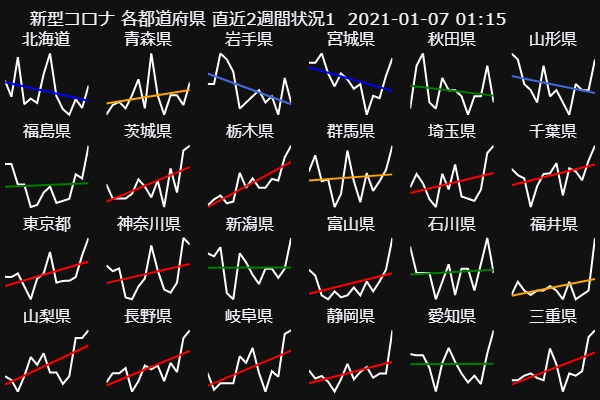 新型コロナ 各都道府県 直近2週間状況1 2021-01-07 01:15
北海道 青森県 岩手県 宮城県 秋田県 山形県
福島県 茨城県 栃木県 群馬県 埼玉県 千葉県
東京都 神奈川県 新潟県 富山県 石川県 福井県
山梨県 長野県 岐阜県 静岡県 愛知県 三重県